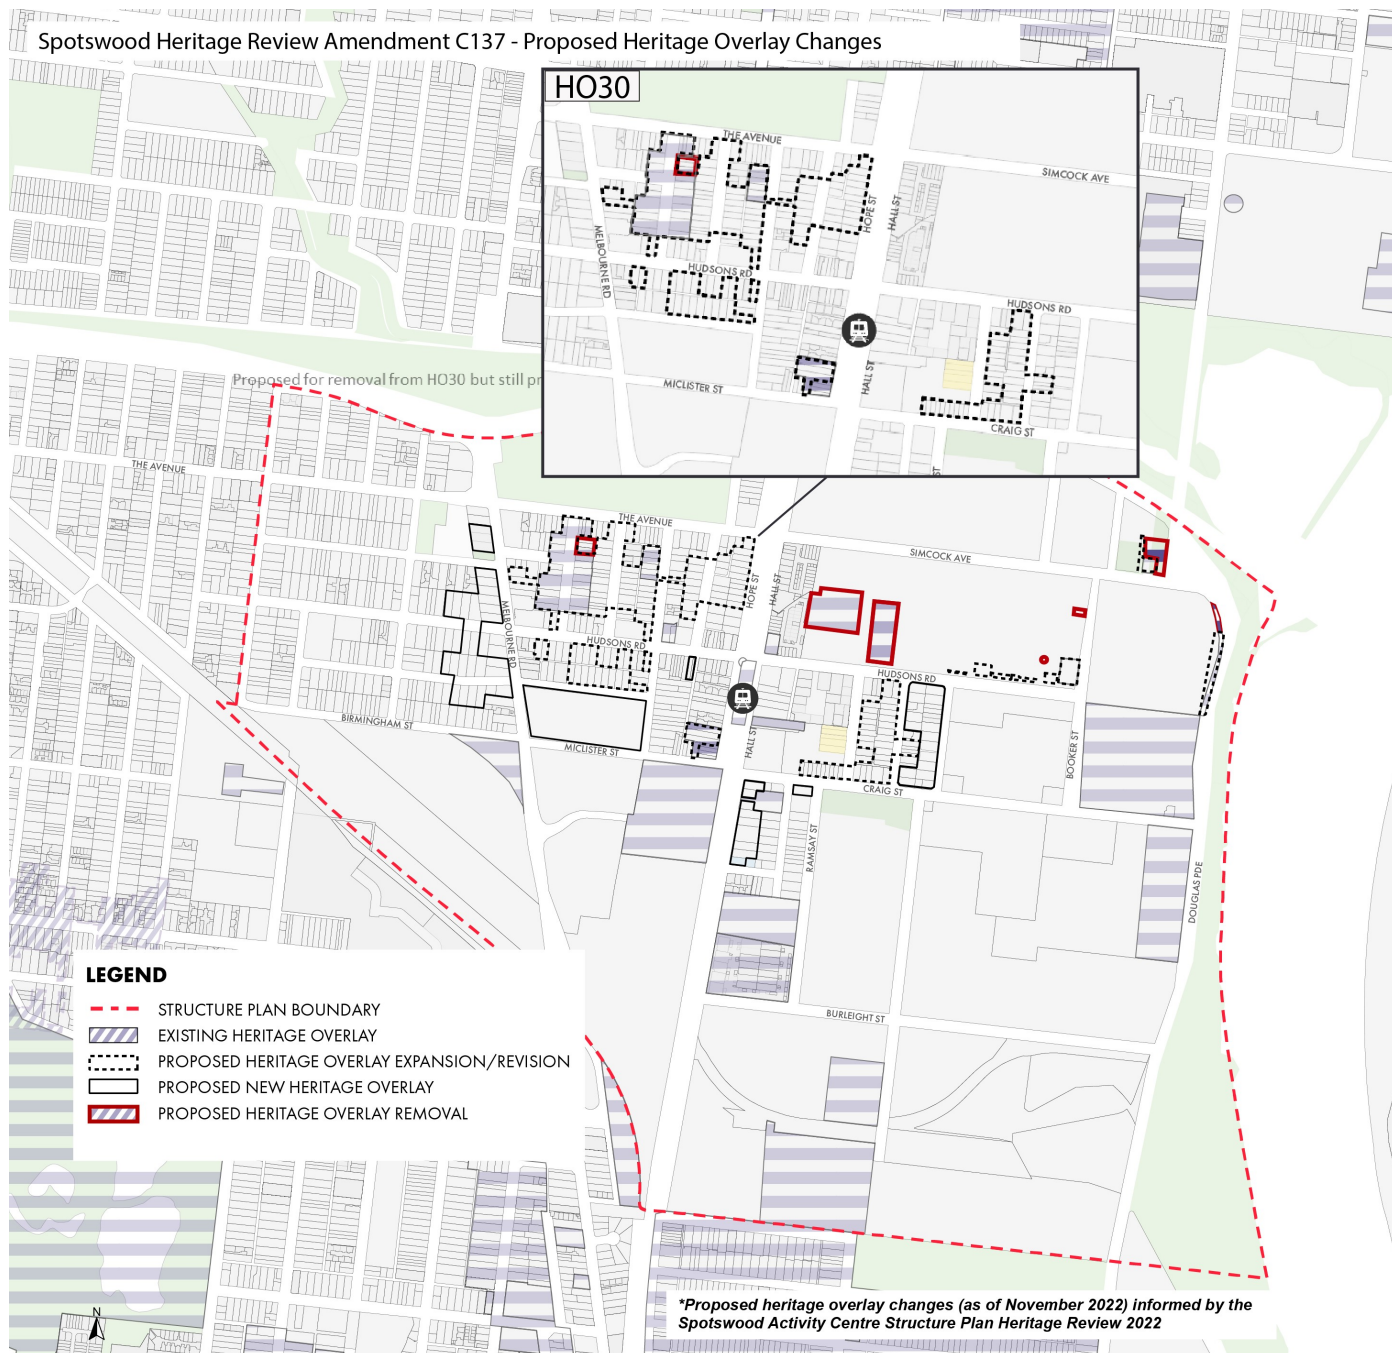 Spotswood Heritage Review Amendment C137 - Proposed Heritage Overlay Changes
HO30
THE AVENUE
SIMCOCK AVE
HOPE ST
HALL ST
MELBOURNE RD
HUDSONS RD
HUDSONS RD
MICLISTER ST
HALL ST
CRAIG ST
ST
Proposed for removal from HO30 but still pr
THE AVENUE
THE AVENUE
SIMCOCK AVE
HOPE ST
HALL ST
MELBOURNE RD
HUDSONS RD
HUDSONS RD
BIRMINGHAM ST
MICLISTER ST
HALL ST
BOOKER ST
CRAIG ST
RAMSAY ST
DOUGLAS PDE
BURLEIGHT ST
LEGEND
STRUCTURE PLAN BOUNDARY
EXISTING HERITAGE OVERLAY
PROPOSED HERITAGE OVERLAY EXPANSION/REVISION
PROPOSED NEW HERITAGE OVERLAY
PROPOSED HERITAGE OVERLAY REMOVAL
N
*Proposed heritage overlay changes (as of November 2022) informed by the
Spotswood Activity Centre Structure Plan Heritage Review 2022